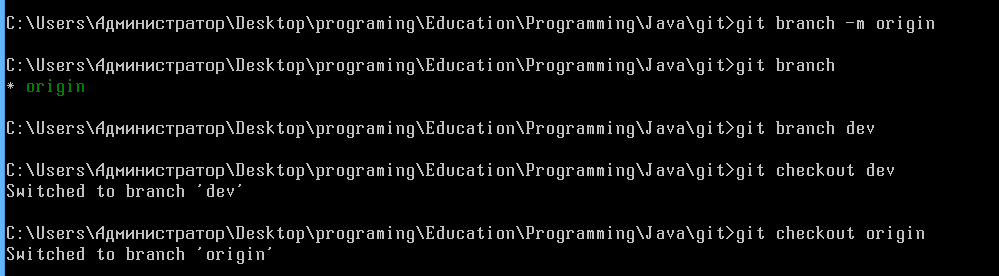 C:\Users\Администратор\Desktop\programing\Education\Programming\Java\git>git branch -m origin
C:\Users\Администратор\Desktop\programing\Education\Programming\Java\git>git branch
* origin
C:\Users\Администратор\Desktop\programing\Education\Programming\Java\git>git branch dev
C:\Users\Администратор\Desktop\programing\Education\Programming\Java\git>git checkout dev
Switched to branch 'dev'
C:\Users\Администратор\Desktop\programing\Education\Programming\Java\git>git checkout origin
Switched to branch 'origin'